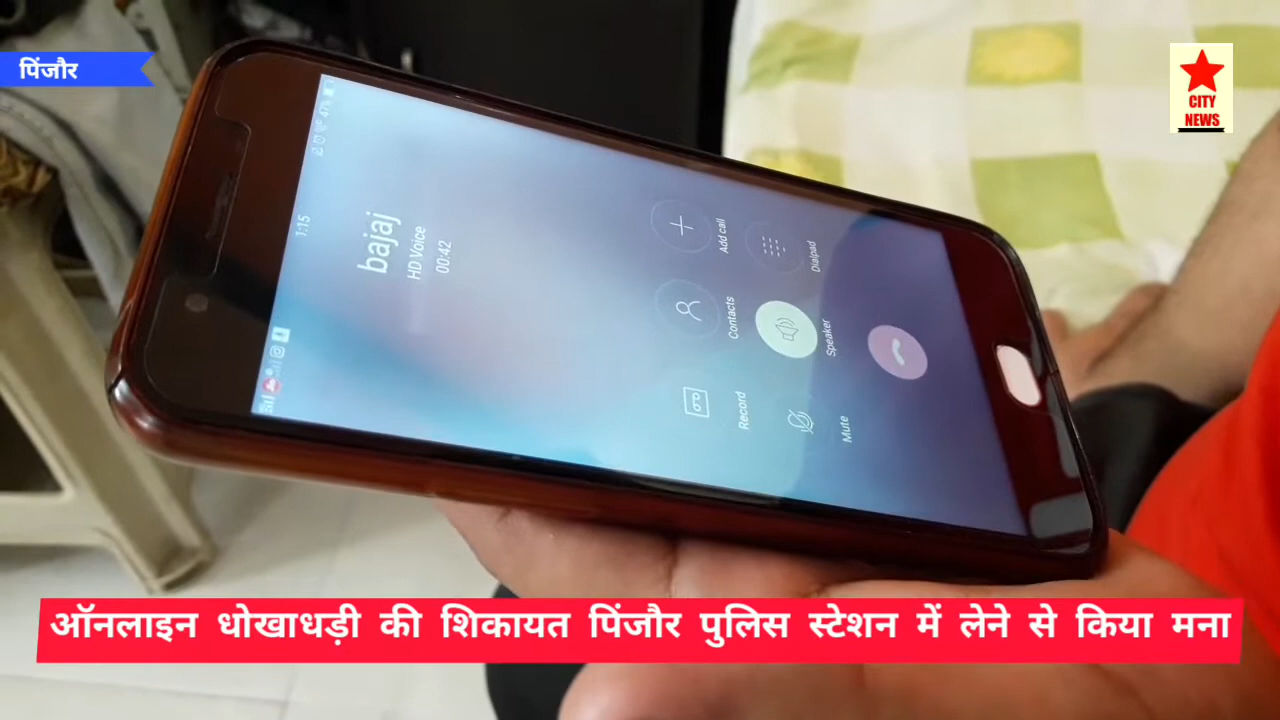 पिंजौर
CITY
NEWS
47%
1:15
bajaj
HD Voice
00:42
Add call
Dialpad
Contacts
Speaker
Record
Mute
ऑनलाइन धोखाधड़ी की शिकायत पिंजौर पुलिस स्टेशन में लेने से किया मना